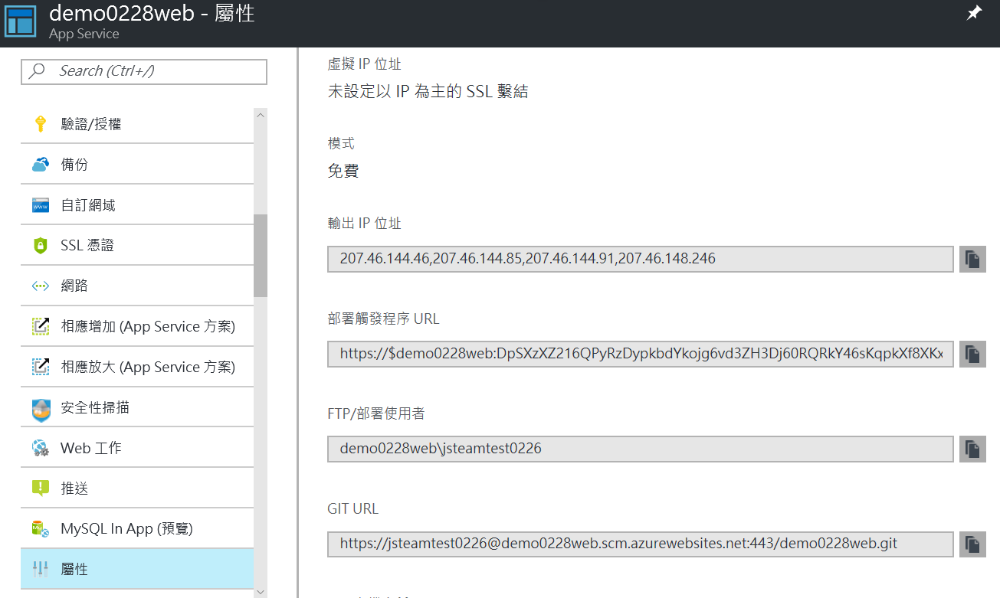 demo0228web - 屬性
App Service
Search (Ctrl+/)
驗證/授權
備份
自訂網域
SSL 憑證
網路
相應增加 (App Service 方案)
相應放大 (App Service 方案)
安全性掃描
Web 工作
推送
MySQL In App (預覽)
屬性
虛擬 IP 位址
未設定以 IP 為主的 SSL 繫結
模式
免費
輸出 IP 位址
207.46.144.46,207.46.144.85,207.46.144.91,207.46.148.246
部署觸發程序 URL
https://$demo0228web:DpSXzXZ216QPyRzDypkbdYkojg6vd3ZH3Dj60RQRkY46sKqpkXf8XKx
FTP/部署使用者
demo0228web\jsteamtest0226
GIT URL
https://jsteamtest0226@demo0228web.scm.azurewebsites.net:443/demo0228web.git